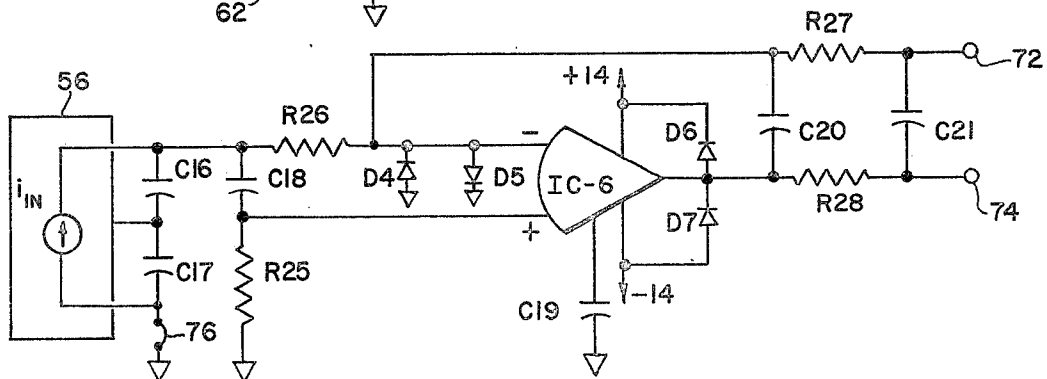 62
R27
72
56
+14
R26
D6
C20
C21
C16
C18
D4
D5
IC-6
iIN
R28
74
D7
C17
R25
-14
C19
76
-
+